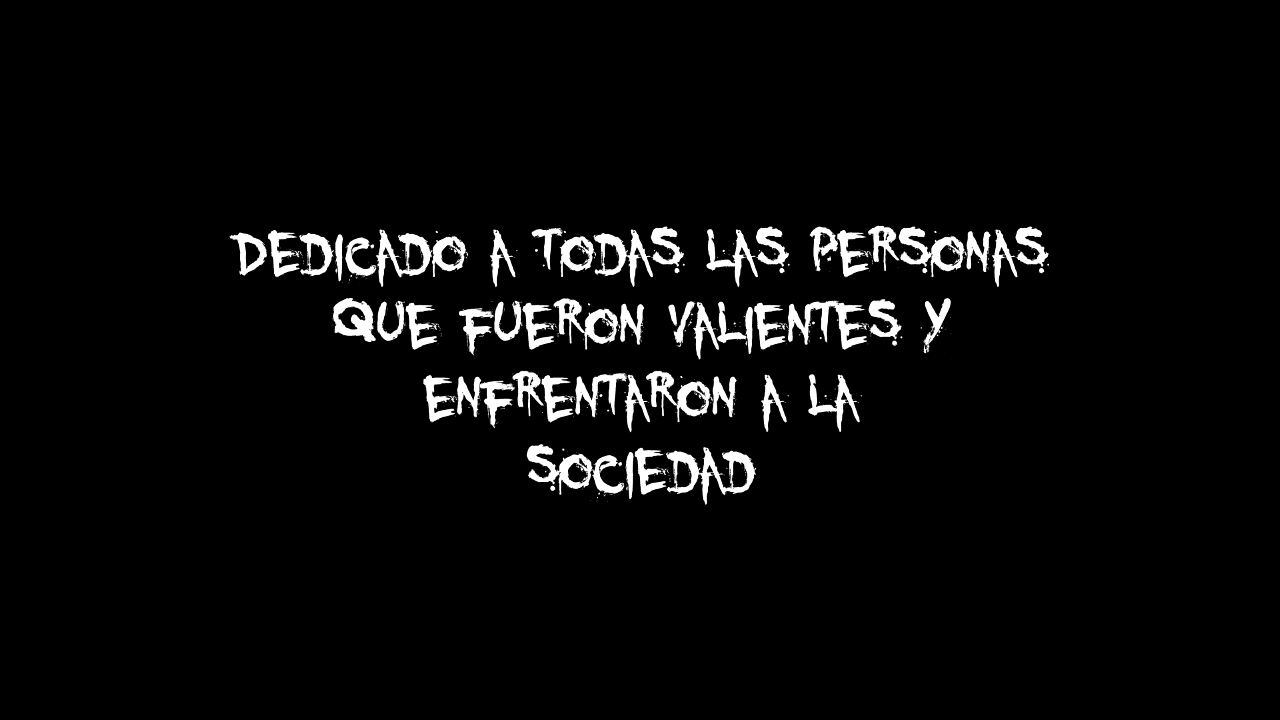 DEDICADO A TODAS LAS PERSONAS
QUE FUERON VALIENTES Y
ENFRENTARON A LA
SOCIEDAD